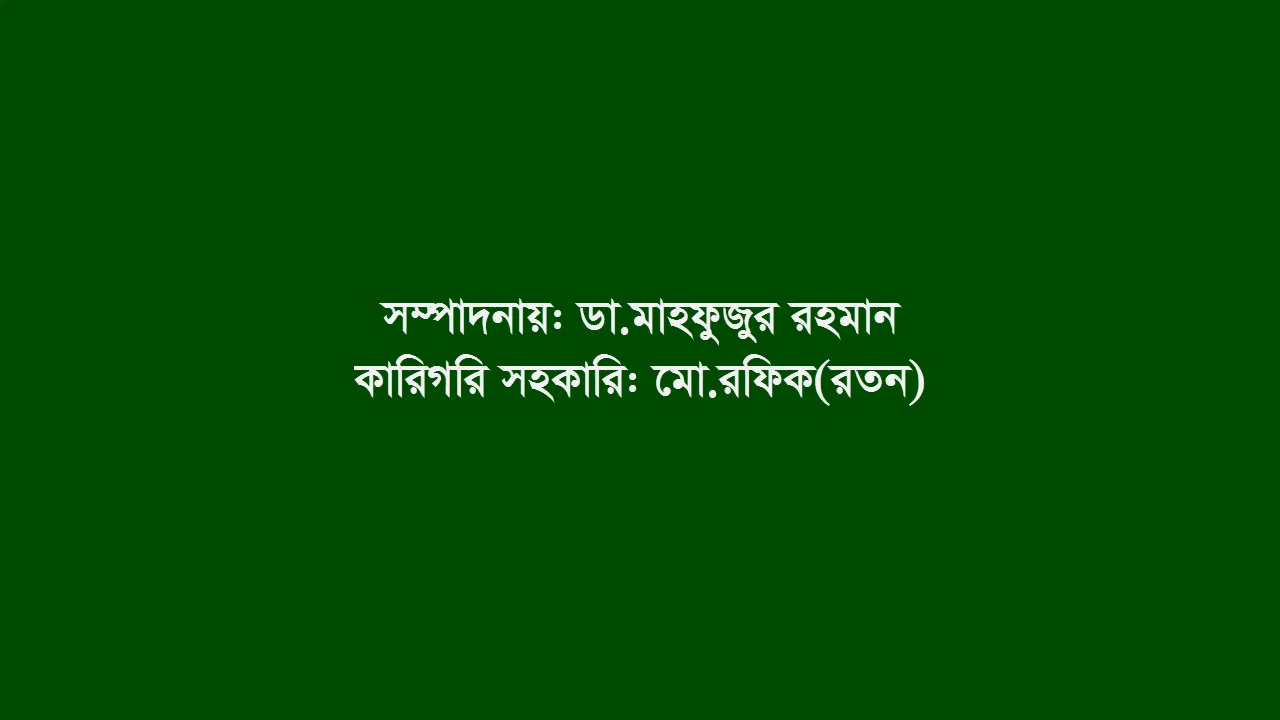 সম্পাদনায়: ডা.মাহফুজুর রহমান
কারিগরি সহকারি: মো.রফিক(রতন)